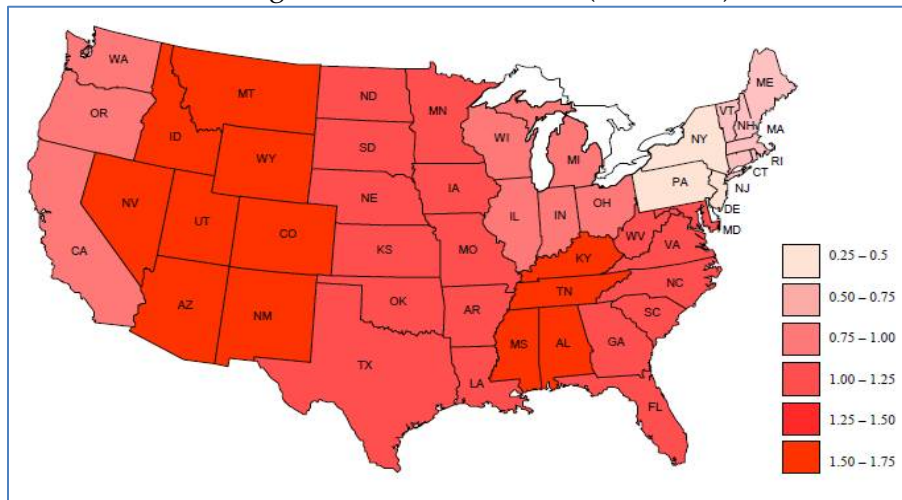 WA
MT
ND
MN
ME
OR
ID
SD
WI
MI
NY
VT
NH
MA
RI
CT
WY
NE
IA
PA
NJ
NV
UT
CO
IL
IN
OH
DE
MD
CA
KS
MO
WV
VA
KY
AZ
NM
OK
AR
TN
NC
SC
TX
LA
MS
AL
GA
FL
0.25 – 0.5
0.50 – 0.75
0.75 – 1.00
1.00 – 1.25
1.25 – 1.50
1.50 – 1.75